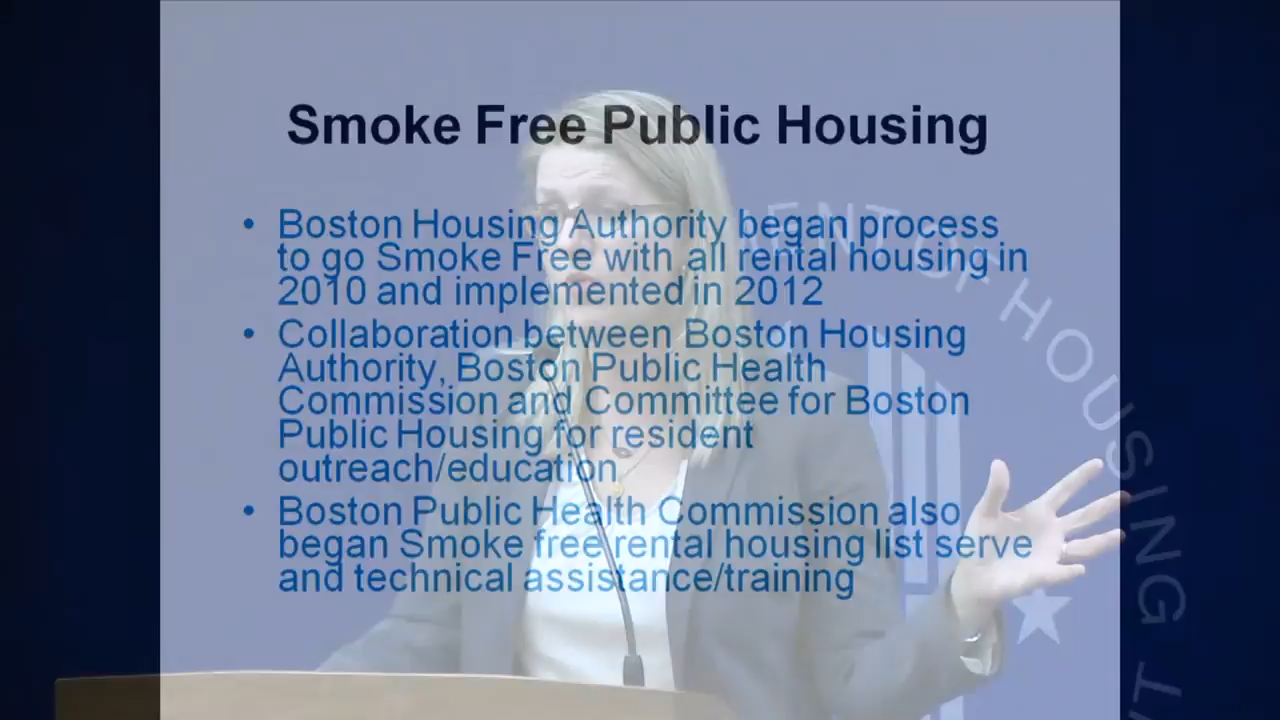 Smoke Free Public Housing
• Boston Housing Authority began process
to go Smoke Free with all rental housing in
2010 and implemented in 2012
• Collaboration between Boston Housing
Authority, Boston Public Health
Commission and Committee for Boston
Public Housing for resident
outreach/education
• Boston Public Health Commission also
began Smoke free rental housing list serve
and technical assistance/training
ENT OF HOUSING